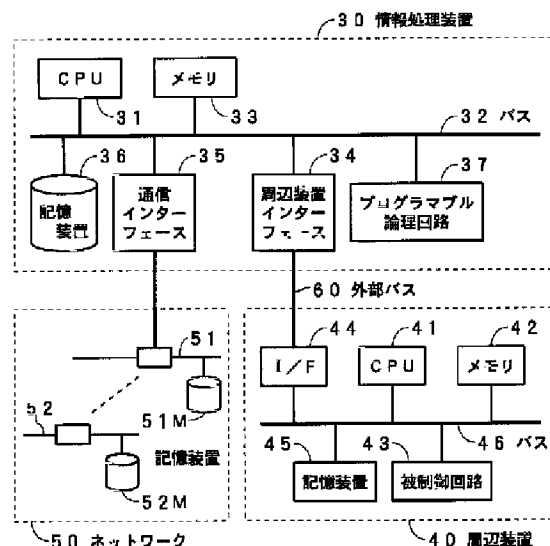 30 情報処理装置
CPU
メモリ
31
33
32 バス
36
35
34
37
記憶
装置
通信
インター
フェース
周辺装置
インター
フェース
プログラマブル
論理回路
60 外部バス
51
44
41
42
I/F
CPU
メモリ
52
51M
記憶装置
52M
45
43
46 バス
記憶装置
被制御回路
50 ネットワーク
40 周辺装置